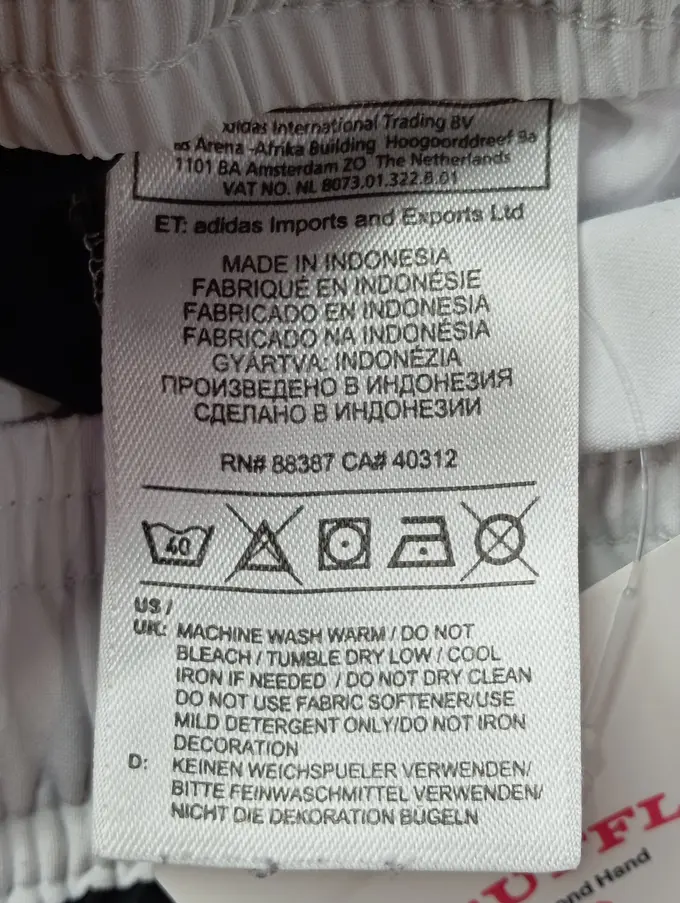 adidas International Trading BV
Arena -Afrika Building Hoogoorddreef 9a
1101 BA Amsterdam ZO The Netherlands
VAT NO. NL 8073.01.322.B.01
ET: adidas Imports and Exports Ltd
MADE IN INDONESIA
FABRIQUÉ EN INDONÉSIE
FABRICADO EN INDONESIA
FABRICADO NA INDONÉSIA
GYÁRTVA: INDONÉZIA
ПРОИЗВЕДЕНО В ИНДОНЕЗИЯ
СДЕЛАНО В ИНДОНЕЗИИ
RN# 88387 CA# 40312
40
US /
UK: MACHINE WASH WARM / DO NOT
BLEACH / TUMBLE DRY LOW / COOL
IRON IF NEEDED / DO NOT DRY CLEAN
DO NOT USE FABRIC SOFTENER/USE
MILD DETERGENT ONLY/DO NOT IRON
DECORATION
D: KEINEN WEICHSPUELER VERWENDEN/
BITTE FEINWASCHMITTEL VERWENDEN/
NICHT DIE DEKORATION BÜGELN
Hand